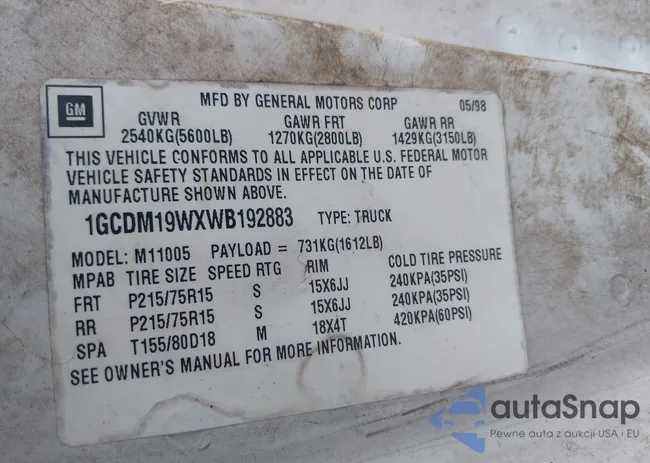 GM
MFD BY GENERAL MOTORS CORP 05/98
GVWR GAWR FRT GAWR RR
2540KG(5600LB) 1270KG(2800LB) 1429KG(3150LB)
THIS VEHICLE CONFORMS TO ALL APPLICABLE U.S. FEDERAL MOTOR
VEHICLE SAFETY STANDARDS IN EFFECT ON THE DATE OF
MANUFACTURE SHOWN ABOVE.
1GCDM19WXWB192883 TYPE: TRUCK
MODEL: M11005 PAYLOAD = 731KG(1612LB)
MPAB TIRE SIZE SPEED RTG RIM COLD TIRE PRESSURE
FRT P215/75R15 S 15X6JJ 240KPA(35PSI)
RR P215/75R15 S 15X6JJ 240KPA(35PSI)
SPA T155/80D18 M 18X4T 420KPA(60PSI)
SEE OWNER'S MANUAL FOR MORE INFORMATION.
autaSnap
Pewne auta z aukcji USA i EU